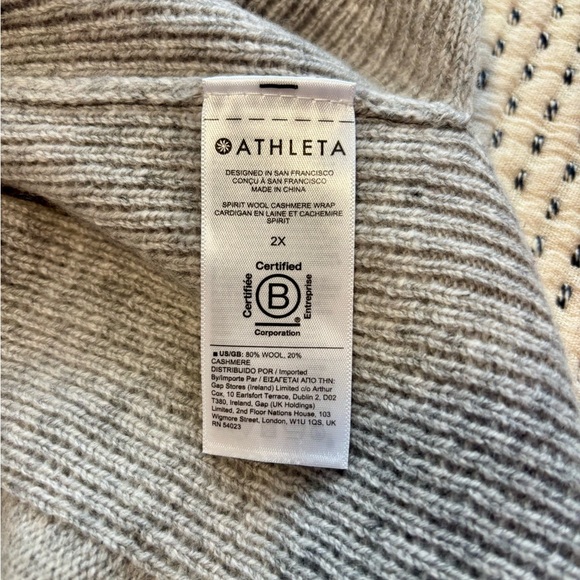 ATHLETA
DESIGNED IN SAN FRANCISCO
CONÇU À SAN FRANCISCO
MADE IN CHINA
SPIRIT WOOL CASHMERE WRAP
CARDIGAN EN LAINE ET CACHEMIRE
SPIRIT
2X
Certified
Certifiée
B
Entreprise
®
Corporation
US/GB: 80% WOOL, 20%
CASHMERE
DISTRIBUIDO POR / Imported
By/Importe Par / ΕΙΣΑΓΕΤΑΙ ΑΠΟ ΤΗΝ:
Gap Stores (Ireland) Limited c/o Arthur
Cox, 10 Earlsfort Terrace, Dublin 2, D02
T380, Ireland, Gap (UK Holdings)
Limited, 2nd Floor Nations House, 103
Wigmore Street, London, W1U 1QS, UK
RN 54023